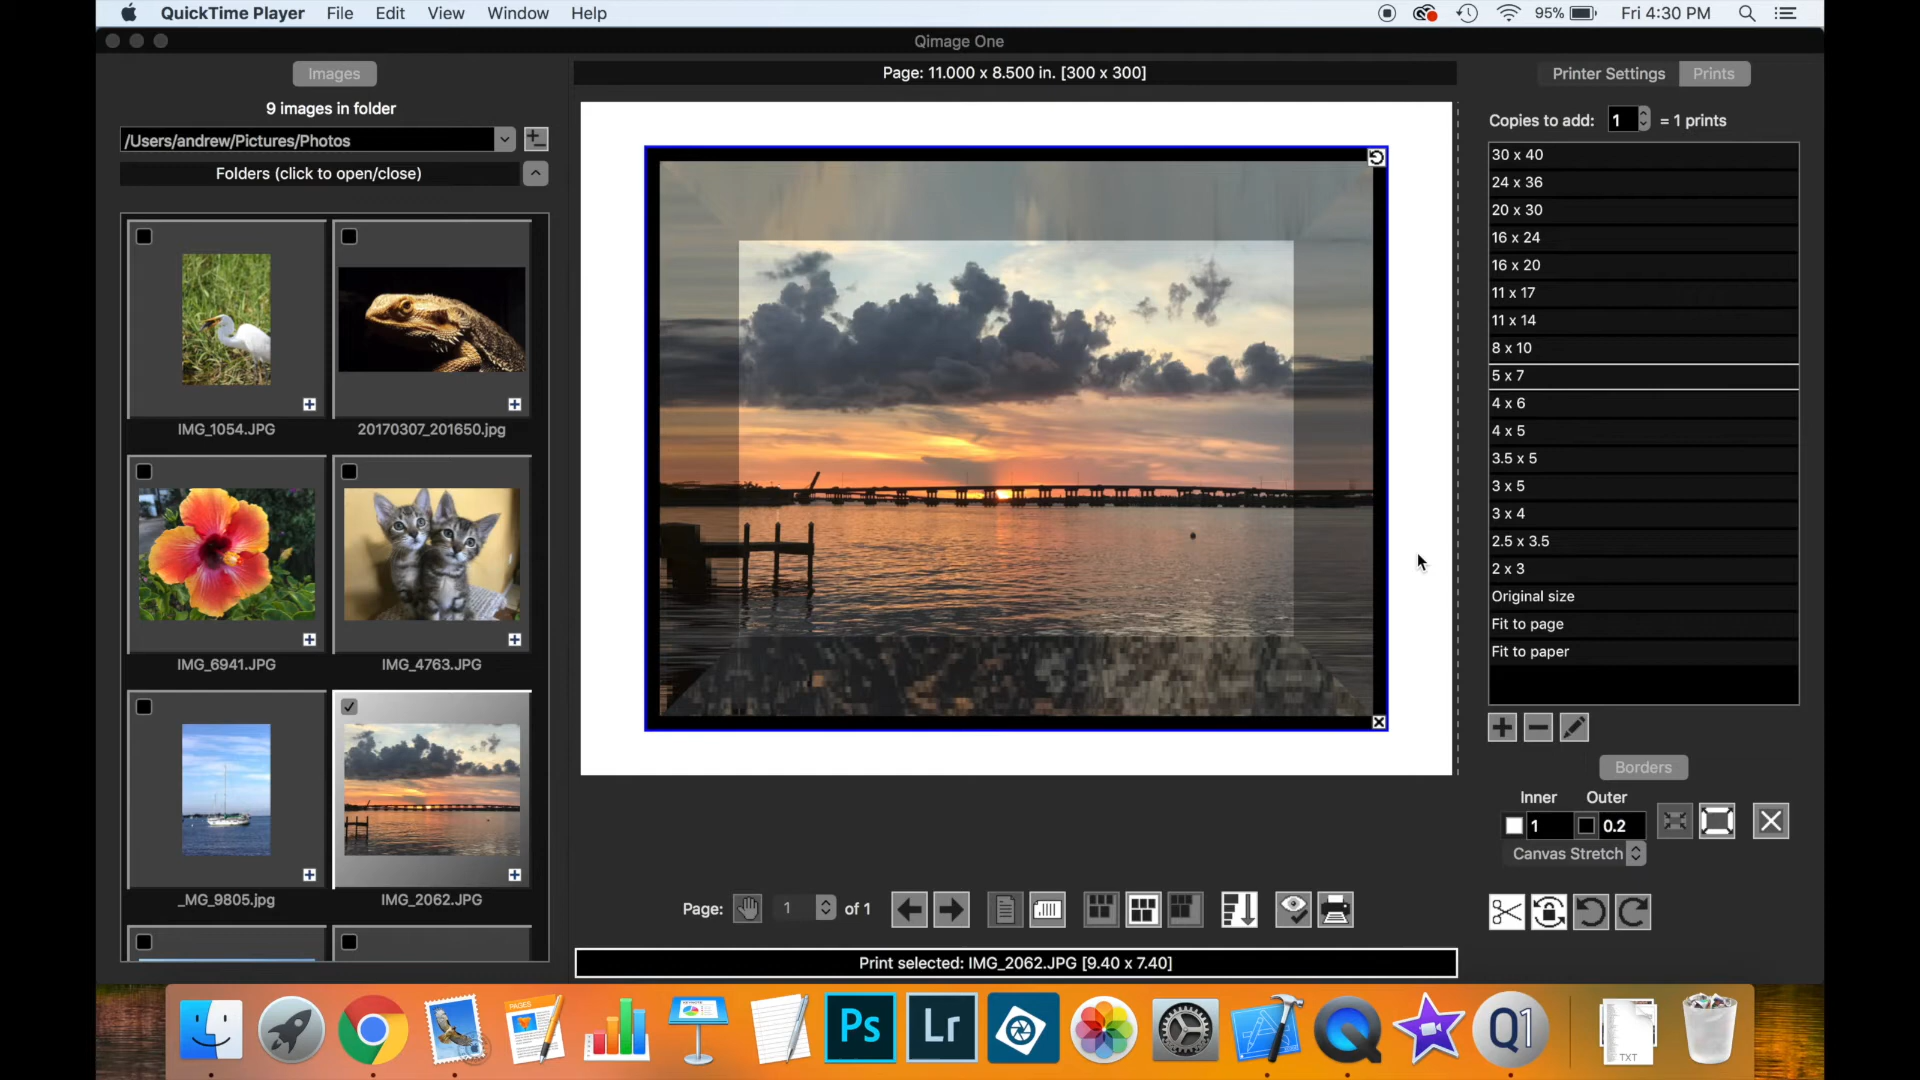 QuickTime Player File Edit View Window Help 95% Fri 4:30 PM
Qimage One
Images
9 images in folder
/Users/andrew/Pictures/Photos
Folders (click to open/close)
IMG_1054.JPG
20170307_201650.jpg
IMG_6941.JPG
IMG_4763.JPG
_MG_9805.jpg
IMG_2062.JPG
Page: 11.000 x 8.500 in. [300 x 300]
Page: 1 of 1
Print selected: IMG_2062.JPG [9.40 x 7.40]
Printer Settings Prints
Copies to add: 1 = 1 prints
30 x 40
24 x 36
20 x 30
16 x 24
16 x 20
11 x 17
11 x 14
8 x 10
5 x 7
4 x 6
4 x 5
3.5 x 5
3 x 5
3 x 4
2.5 x 3.5
2 x 3
Original size
Fit to page
Fit to paper
Borders
Inner Outer
1 0.2
Canvas Stretch
PAGES
Ps
Lr
Q1
TXT